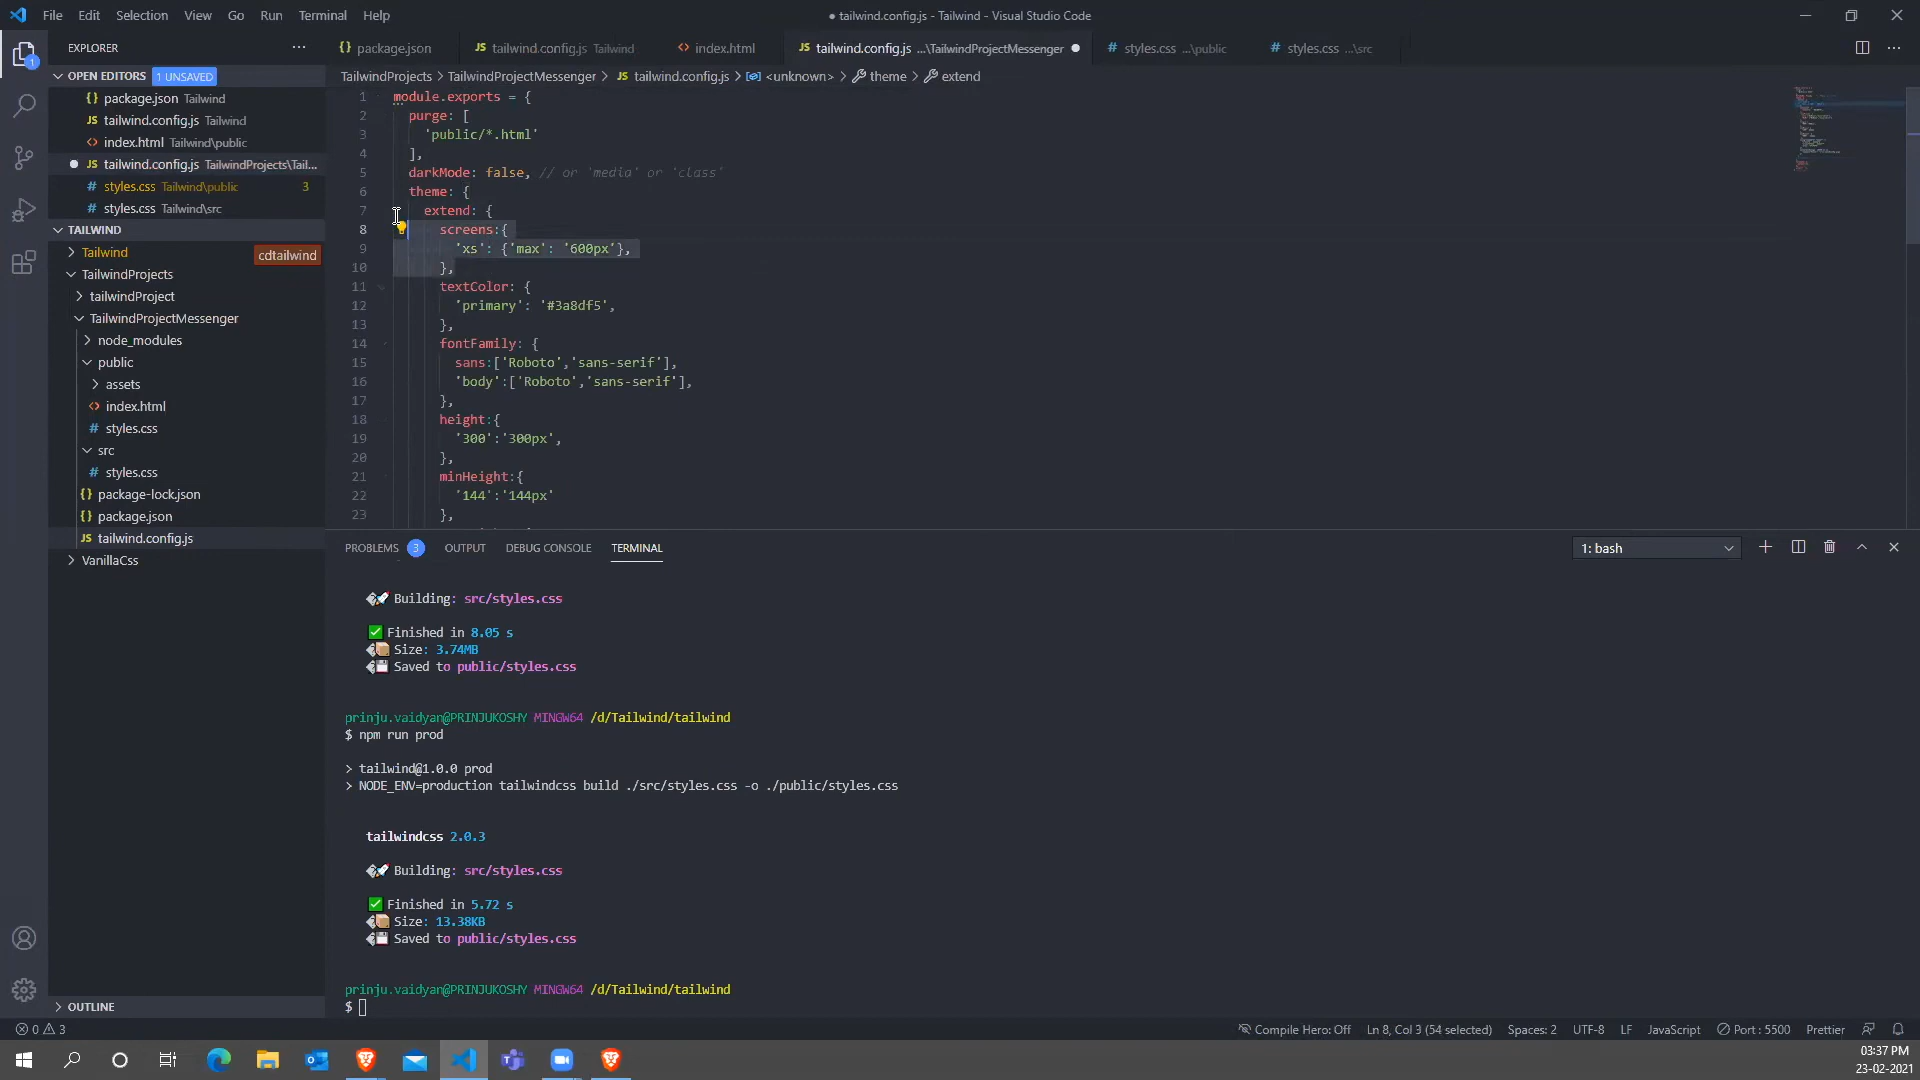 File Edit Selection View Go Run Terminal Help
● tailwind.config.js - Tailwind - Visual Studio Code
EXPLORER
{} package.json
JS tailwind.config.js Tailwind
<> index.html
JS tailwind.config.js ...\TailwindProjectMessenger ●
# styles.css ...\public
# styles.css ...\src
OPEN EDITORS 1 UNSAVED
TailwindProjects > TailwindProjectMessenger > JS tailwind.config.js > <unknown> > theme > extend
{} package.json Tailwind
JS tailwind.config.js Tailwind
<> index.html Tailwind\public
● JS tailwind.config.js TailwindProjects\Tail...
# styles.css Tailwind\public 3
# styles.css Tailwind\src
TAILWIND
Tailwind
cdtailwind
TailwindProjects
tailwindProject
TailwindProjectMessenger
node_modules
public
assets
<> index.html
# styles.css
src
# styles.css
{} package-lock.json
{} package.json
JS tailwind.config.js
VanillaCss
OUTLINE
1 module.exports = {
2 purge: [
3 'public/*.html'
4 ],
5 darkMode: false, // or 'media' or 'class'
6 theme: {
7 extend: {
8 screens:{
9 'xs': {'max': '600px'},
10 },
11 textColor: {
12 'primary': '#3a8df5',
13 },
14 fontFamily: {
15 sans:['Roboto','sans-serif'],
16 'body':['Roboto','sans-serif'],
17 },
18 height:{
19 '300':'300px',
20 },
21 minHeight:{
22 '144':'144px'
23 },
PROBLEMS 3 OUTPUT DEBUG CONSOLE TERMINAL
1: bash
Building: src/styles.css
Finished in 8.05 s
Size: 3.74MB
Saved to public/styles.css
prinju.vaidyan@PRINJUKOSHY MINGW64 /d/Tailwind/tailwind
$ npm run prod
> tailwind@1.0.0 prod
> NODE_ENV=production tailwindcss build ./src/styles.css -o ./public/styles.css
tailwindcss 2.0.3
Building: src/styles.css
Finished in 5.72 s
Size: 13.38KB
Saved to public/styles.css
prinju.vaidyan@PRINJUKOSHY MINGW64 /d/Tailwind/tailwind
$
0 3
Compile Hero: Off Ln 8, Col 3 (54 selected) Spaces: 2 UTF-8 LF JavaScript Port : 5500 Prettier
03:37 PM
23-02-2021